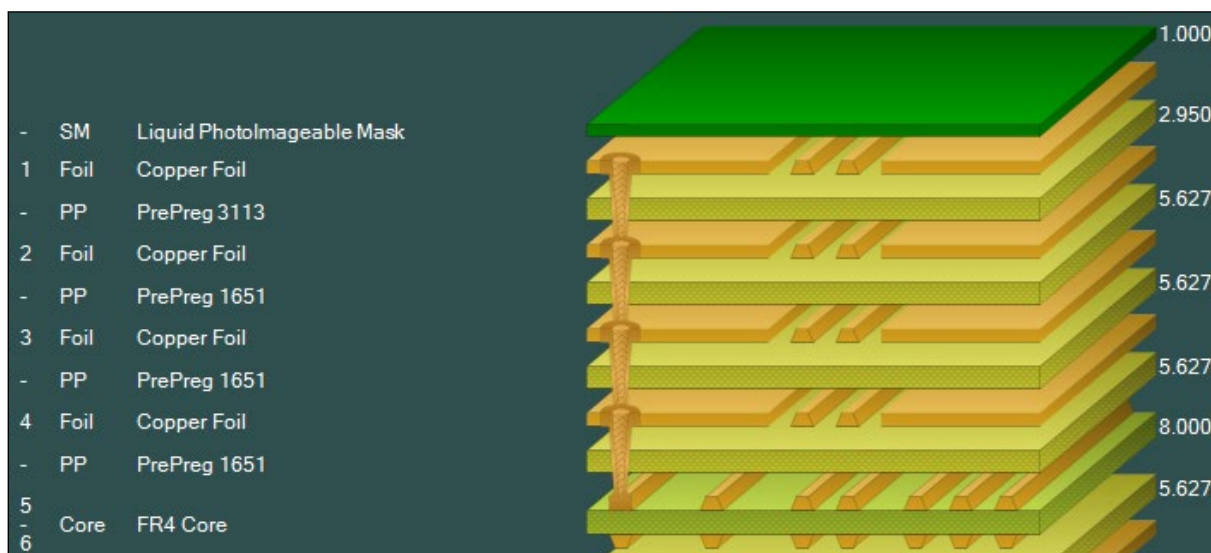 1.000
- SM Liquid PhotoImageable Mask
2.950
1 Foil Copper Foil
- PP PrePreg 3113
5.627
2 Foil Copper Foil
- PP PrePreg 1651
5.627
3 Foil Copper Foil
- PP PrePreg 1651
5.627
4 Foil Copper Foil
8.000
- PP PrePreg 1651
5.627
5
- Core FR4 Core
6